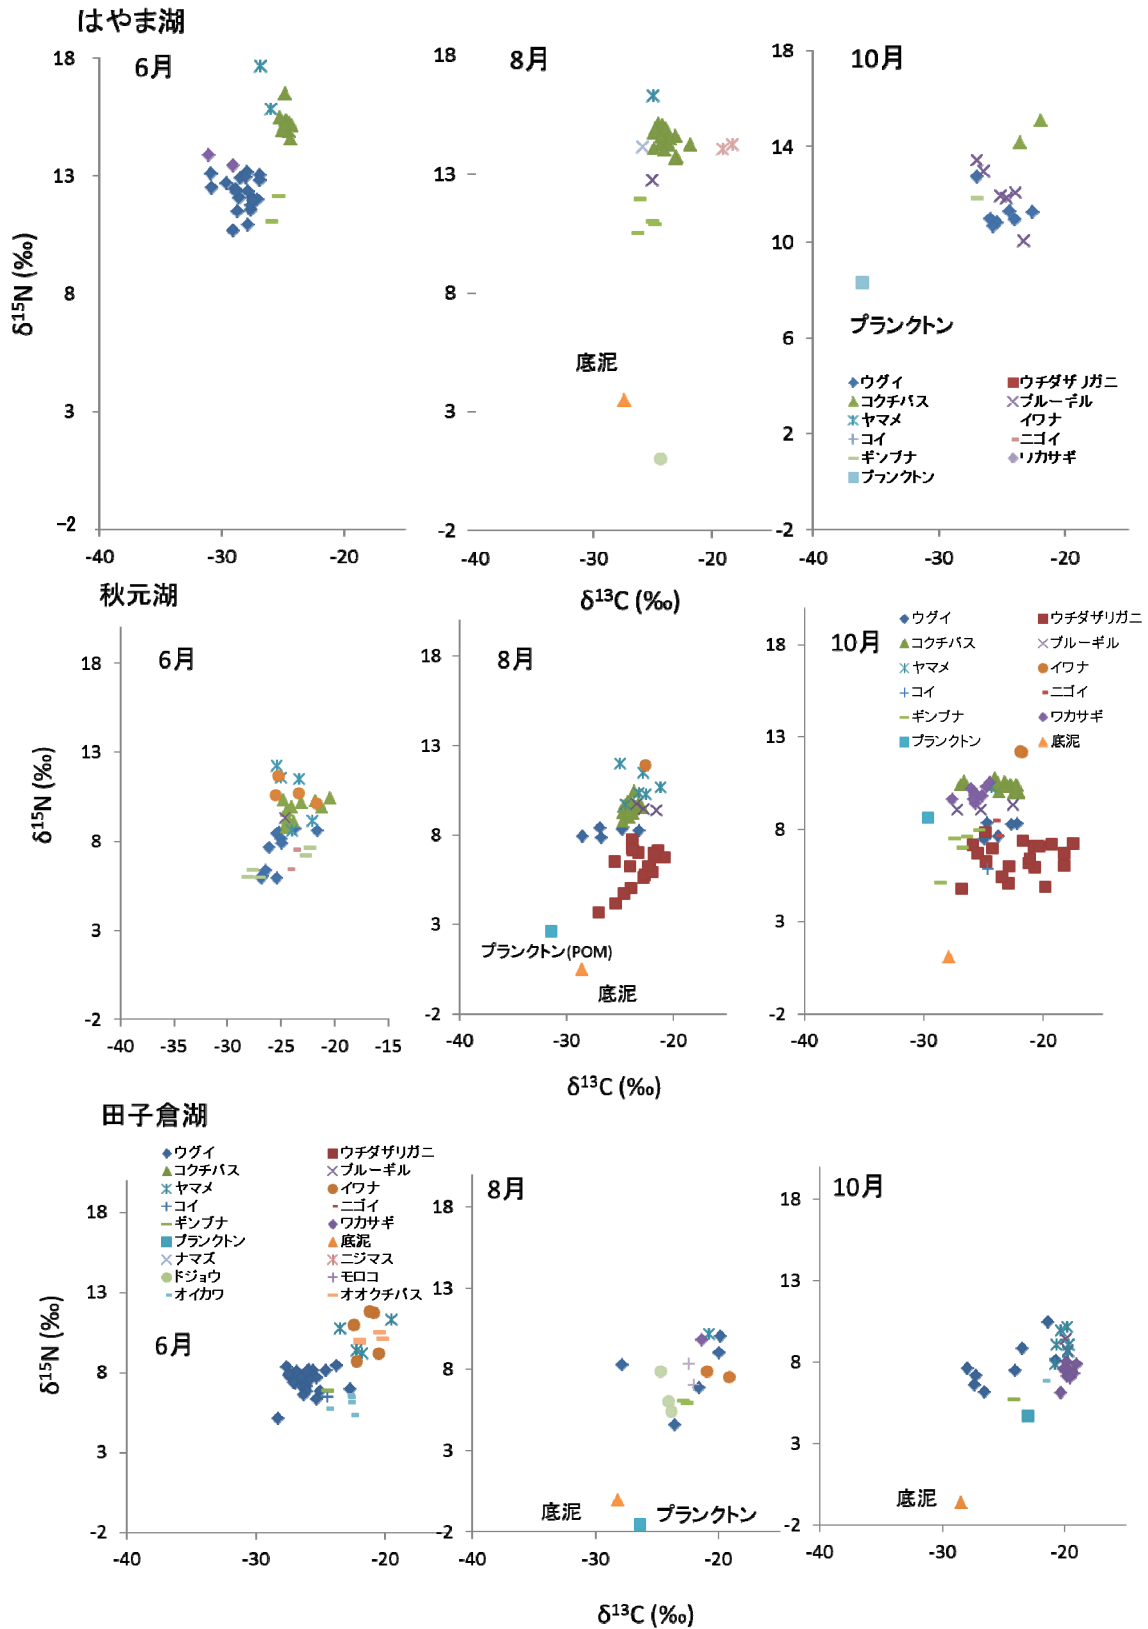 はやま湖
6月
8月
10月
18
13
8
3
-2
-40
-30
-20
δ15N (‰)
18
13
8
3
-2
-40
-30
-20
底泥
δ13C (‰)
18
14
10
6
2
-2
-40
-30
-20
プランクトン
ウグイ
ウチダザリガニ
コクチバス
ブルーギル
ヤマメ
イワナ
コイ
ニゴイ
ギンブナ
ワカサギ
プランクトン
秋元湖
6月
8月
10月
18
13
8
3
-2
-40
-35
-30
-25
-20
-15
δ15N (‰)
18
13
8
3
-2
-40
-30
-20
プランクトン(POM)
底泥
δ13C (‰)
18
13
8
3
-2
-40
-30
-20
ウグイ
ウチダザリガニ
コクチバス
ブルーギル
ヤマメ
イワナ
コイ
ニゴイ
ギンブナ
ワカサギ
プランクトン
底泥
田子倉湖
ウグイ
ウチダザリガニ
コクチバス
ブルーギル
ヤマメ
イワナ
コイ
ニゴイ
ギンブナ
ワカサギ
プランクトン
底泥
ナマズ
ニジマス
ドジョウ
モロコ
オイカワ
オオクチバス
6月
8月
10月
18
13
8
3
-2
-40
-30
-20
δ15N (‰)
18
13
8
3
-2
-30
-20
底泥
プランクトン
δ13C (‰)
18
13
8
3
-2
-40
-30
-20
底泥